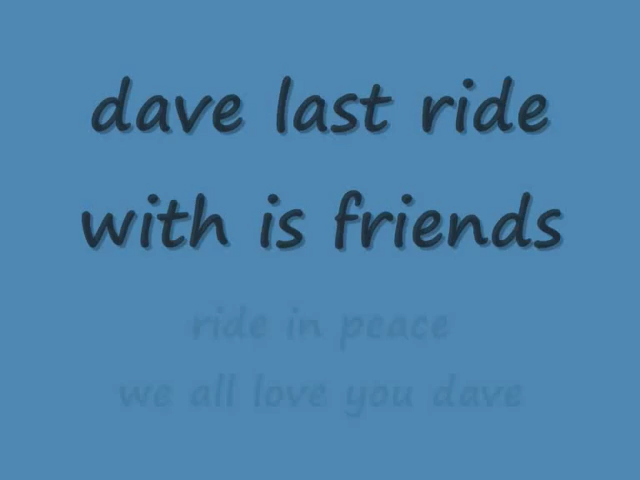 dave last ride
with is friends
ride in peace
we all love you dave